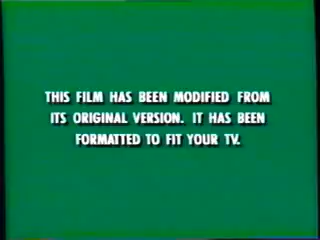 THIS FILM HAS BEEN MODIFIED FROM
ITS ORIGINAL VERSION. IT HAS BEEN
FORMATTED TO FIT YOUR TV.